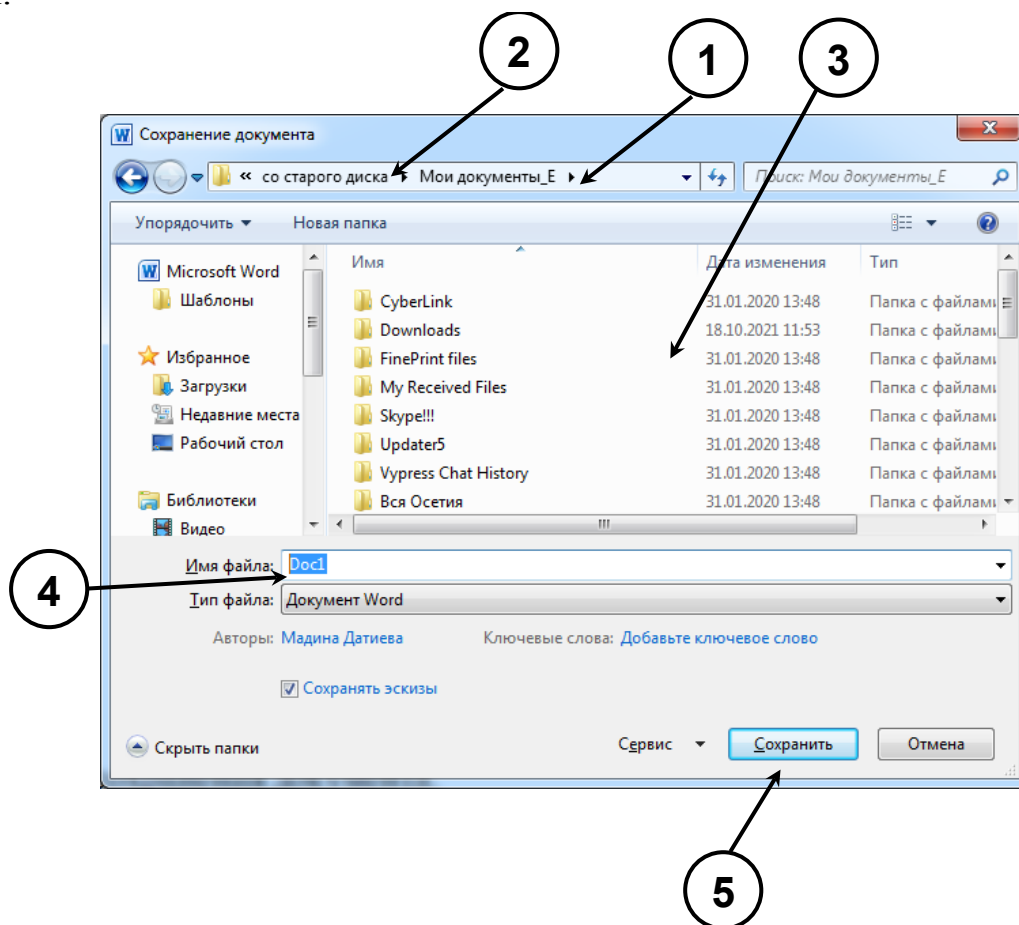 2 1 3
Сохранение документа
« со старого диска Мои документы_E Поиск: Мои документы_E
Упорядочить Новая папка
Имя Дата изменения Тип
Microsoft Word
Шаблоны
Избранное
Загрузки
Недавние места
Рабочий стол
Библиотеки
Видео
CyberLink 31.01.2020 13:48 Папка с файлами
Downloads 18.10.2021 11:53 Папка с файлами
FinePrint files 31.01.2020 13:48 Папка с файлами
My Received Files 31.01.2020 13:48 Папка с файлами
Skype!!! 31.01.2020 13:48 Папка с файлами
Updater5 31.01.2020 13:48 Папка с файлами
Vypress Chat History 31.01.2020 13:48 Папка с файлами
Вся Осетия 31.01.2020 13:48 Папка с файлами
4
Имя файла: Doc1
Тип файла: Документ Word
Авторы: Мадина Датиева Ключевые слова: Добавьте ключевое слово
Сохранять эскизы
Скрыть папки Сервис Сохранить Отмена
5